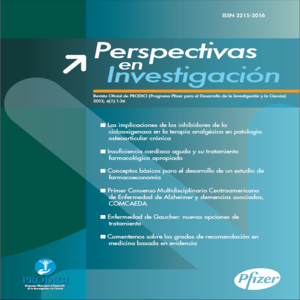 ISSN 2215-2016
Perspectivas
en
Investigación
Revista Oficial de PRODICI (Programa Pfizer para el Desarrollo de la Investigación y la Ciencia)
2013; 4(1):1-36
Las implicaciones de los inhibidores de la
ciclooxigenasa en la terapia analgésica en patología
osteoarticular crónica
Insuficiencia cardiaca aguda y su tratamiento
farmacológico apropiado
Conceptos básicos para el desarrollo de un estudio de
farmacoeconomía
Primer Consenso Multidisciplinario Centroamericano
de Enfermedad de Alzheimer y demencias asociadas,
COMCAEDA
Enfermedad de Gaucher: nuevas opciones de
tratamiento
Comentemos sobre los grados de recomendación en
medicina basada en evidencia
PRODICI
Pfizer